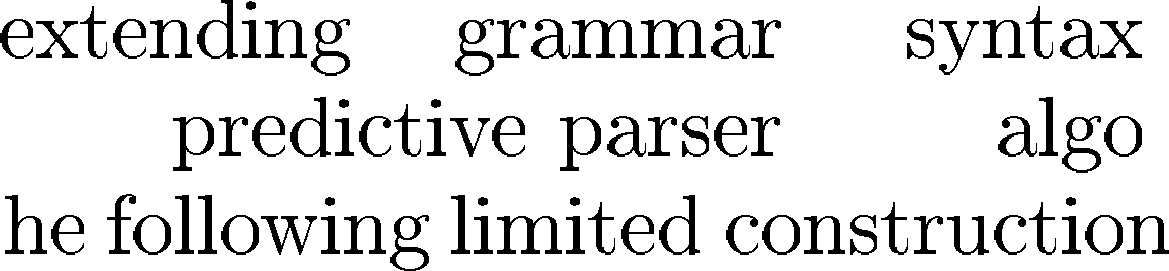 extending grammar syntax
predictive parser algo
he following limited construction